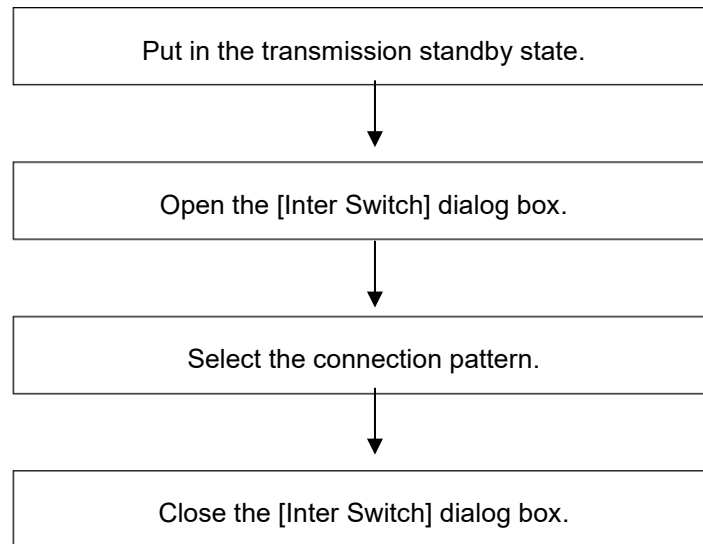 Put in the transmission standby state.
Open the [Inter Switch] dialog box.
Select the connection pattern.
Close the [Inter Switch] dialog box.